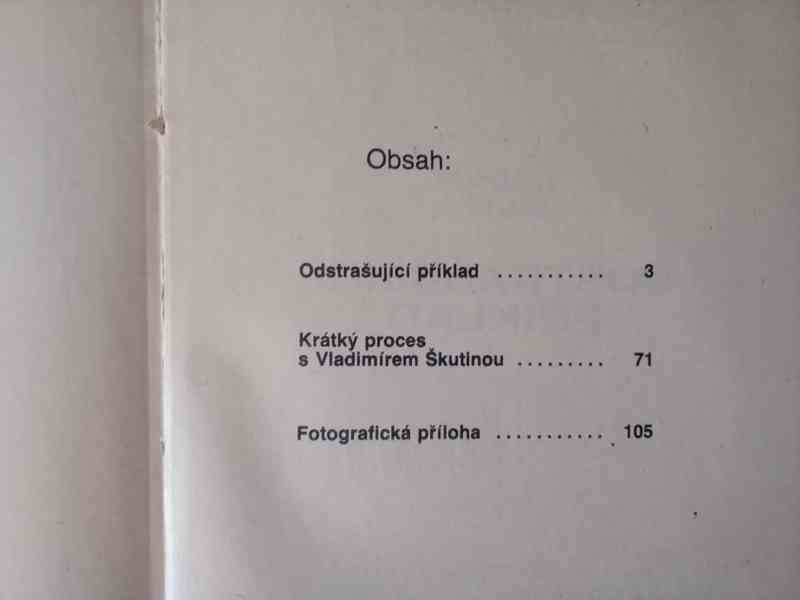 Obsah:
Odstrašující příklad ........... 3
Krátký proces
s Vladimírem Škutinou ......... 71
Fotografická příloha ........... 105